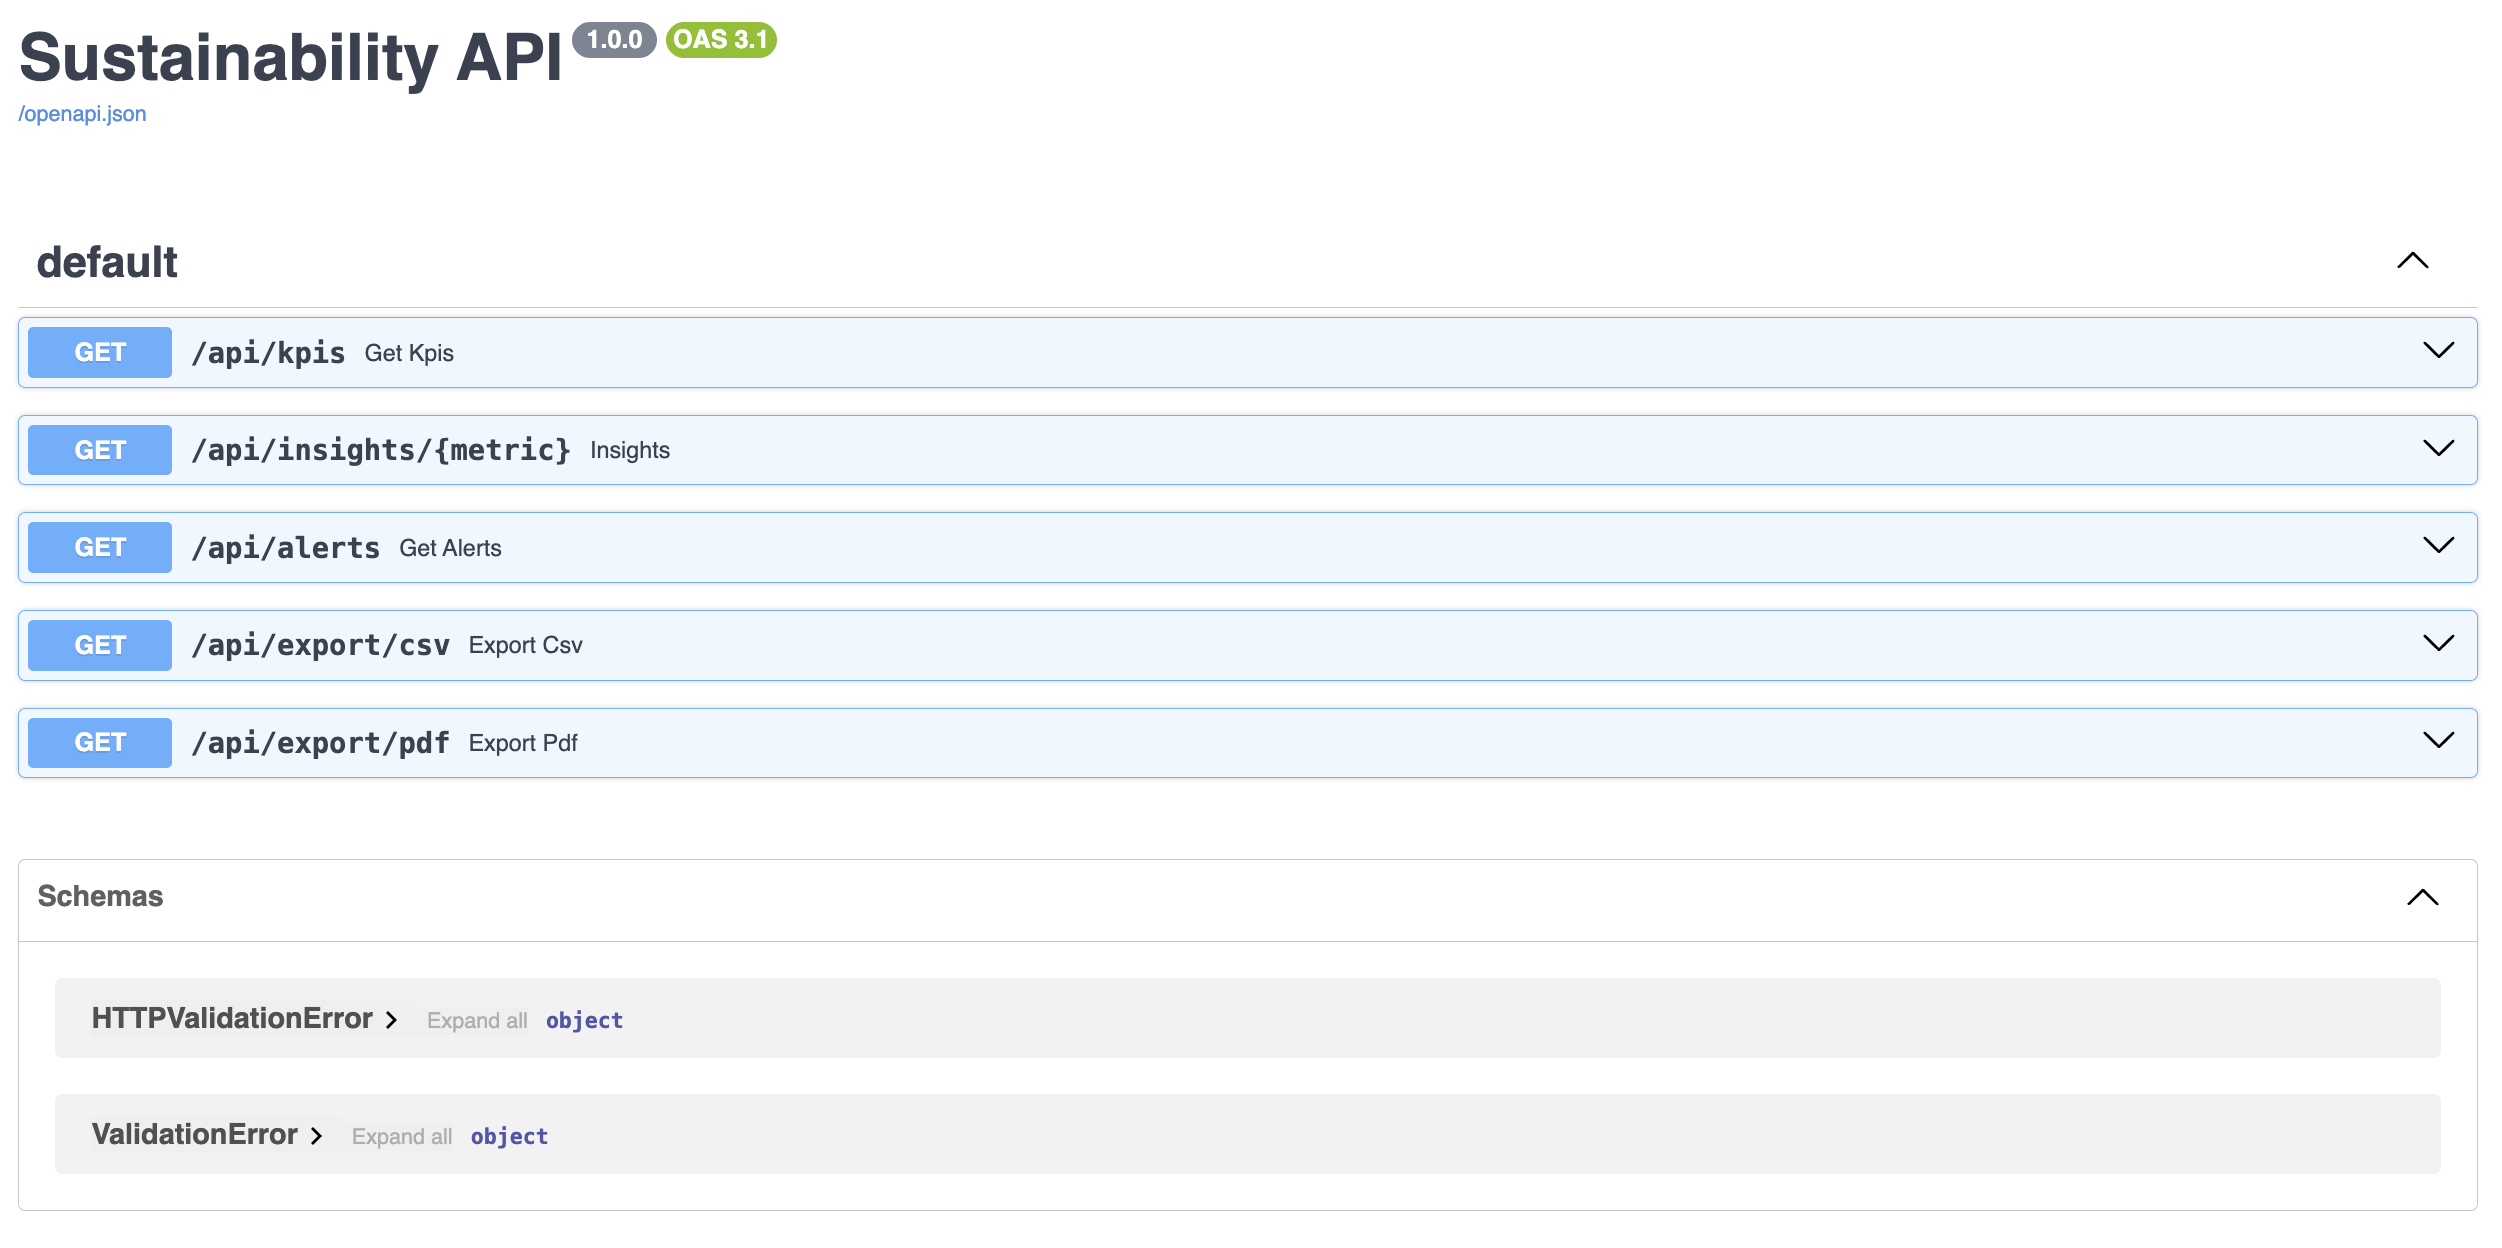 Sustainability API 1.0.0 OAS 3.1
/openapi.json
default
GET /api/kpis Get Kpis
GET /api/insights/{metric} Insights
GET /api/alerts Get Alerts
GET /api/export/csv Export Csv
GET /api/export/pdf Export Pdf
Schemas
HTTPValidationError Expand all object
ValidationError Expand all object